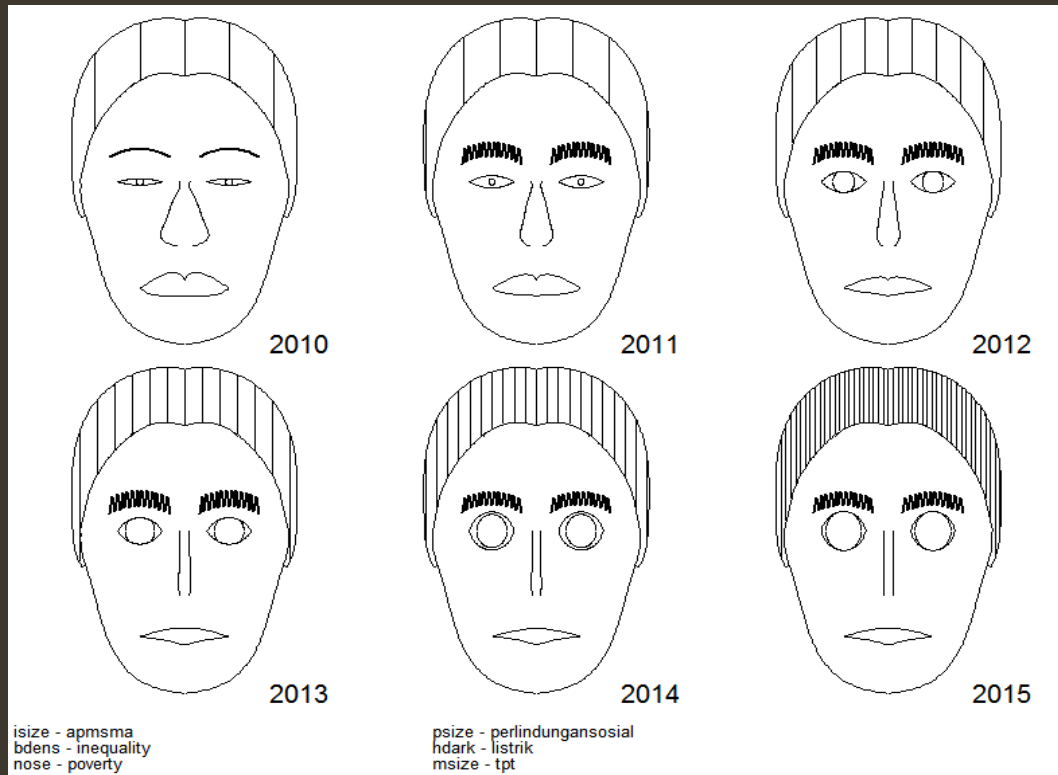 2010
2011
2012
2013
2014
2015
isize - apmsma
bdens - inequality
nose - poverty
psize - perlindungansosial
hdark - listrik
msize - tpt